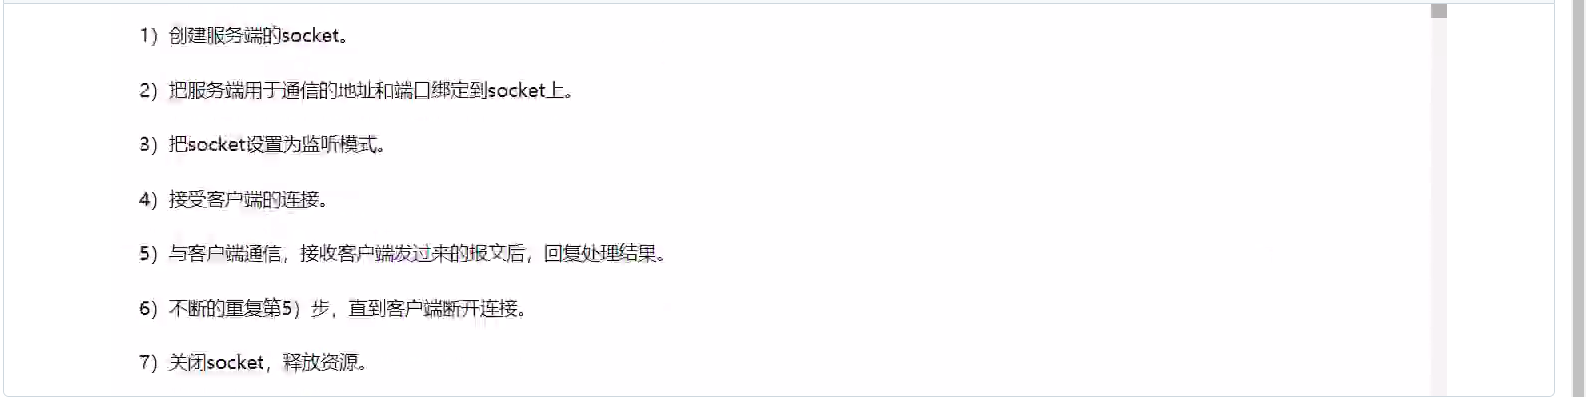 1）创建服务端的socket。
2）把服务端用于通信的地址和端口绑定到socket上。
3）把socket设置为监听模式。
4）接受客户端的连接。
5）与客户端通信，接收客户端发过来的报文后，回复处理结果。
6）不断的重复第5）步，直到客户端断开连接。
7）关闭socket，释放资源。